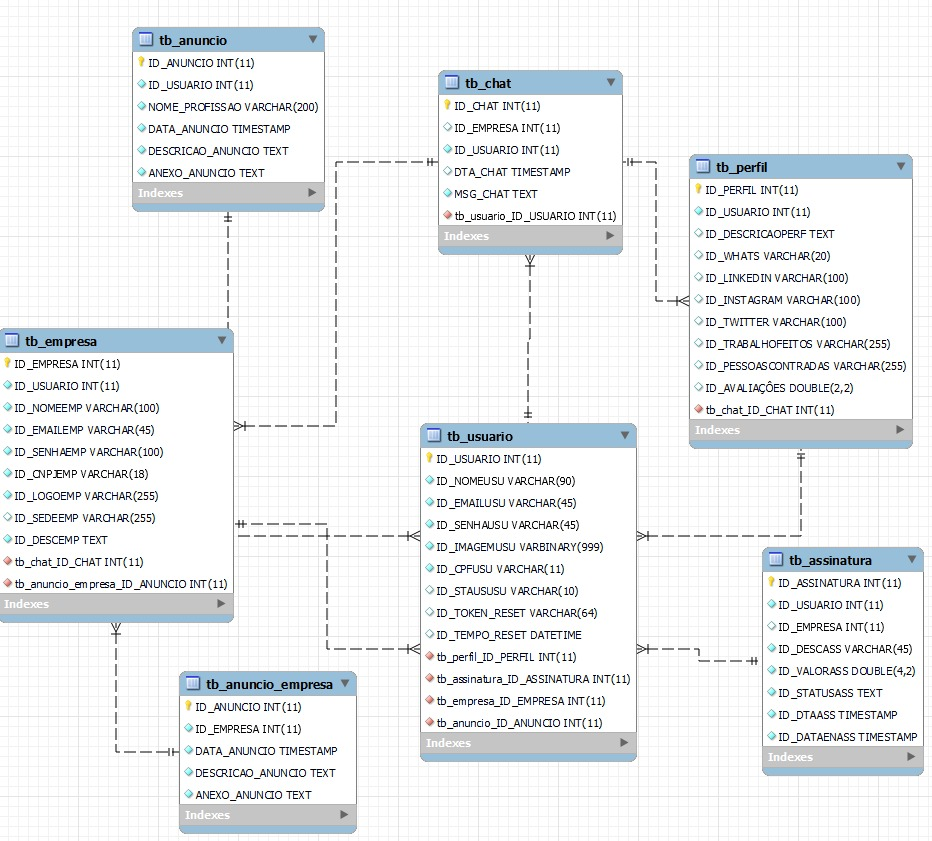 tb_anuncio
ID_ANUNCIO INT(11)
ID_USUARIO INT(11)
NOME_PROFISSAO VARCHAR(200)
DATA_ANUNCIO TIMESTAMP
DESCRICAO_ANUNCIO TEXT
ANEXO_ANUNCIO TEXT
Indexes
tb_chat
ID_CHAT INT(11)
ID_EMPRESA INT(11)
ID_USUARIO INT(11)
DTA_CHAT TIMESTAMP
MSG_CHAT TEXT
tb_usuario_ID_USUARIO INT(11)
Indexes
tb_perfil
ID_PERFIL INT(11)
ID_USUARIO INT(11)
ID_DESCRICAOPERF TEXT
ID_WHATS VARCHAR(20)
ID_LINKEDIN VARCHAR(100)
ID_INSTAGRAM VARCHAR(100)
ID_TWITTER VARCHAR(100)
ID_TRABALHOFEITOS VARCHAR(255)
ID_PESSOASCONTRADAS VARCHAR(255)
ID_AVALIAÇÔES DOUBLE(2,2)
tb_chat_ID_CHAT INT(11)
Indexes
tb_empresa
ID_EMPRESA INT(11)
ID_USUARIO INT(11)
ID_NOMEEMP VARCHAR(100)
ID_EMAILEMP VARCHAR(45)
ID_SENHAEMP VARCHAR(100)
ID_CNPJEMP VARCHAR(18)
ID_LOGOEMP VARCHAR(255)
ID_SEDEEMP VARCHAR(255)
ID_DESCEMP TEXT
tb_chat_ID_CHAT INT(11)
tb_anuncio_empresa_ID_ANUNCIO INT(11)
Indexes
tb_usuario
ID_USUARIO INT(11)
ID_NOMEUSU VARCHAR(90)
ID_EMAILUSU VARCHAR(45)
ID_SENHAUSU VARCHAR(45)
ID_IMAGEMUSU VARBINARY(999)
ID_CPFUSU VARCHAR(11)
ID_STAUSUSU VARCHAR(10)
ID_TOKEN_RESET VARCHAR(64)
ID_TEMPO_RESET DATETIME
tb_perfil_ID_PERFIL INT(11)
tb_assinatura_ID_ASSINATURA INT(11)
tb_empresa_ID_EMPRESA INT(11)
tb_anuncio_ID_ANUNCIO INT(11)
Indexes
tb_assinatura
ID_ASSINATURA INT(11)
ID_USUARIO INT(11)
ID_EMPRESA INT(11)
ID_DESCASS VARCHAR(45)
ID_VALORASS DOUBLE(4,2)
ID_STATUSASS TEXT
ID_DTAASS TIMESTAMP
ID_DATAENASS TIMESTAMP
Indexes
tb_anuncio_empresa
ID_ANUNCIO INT(11)
ID_EMPRESA INT(11)
DATA_ANUNCIO TIMESTAMP
DESCRICAO_ANUNCIO TEXT
ANEXO_ANUNCIO TEXT
Indexes